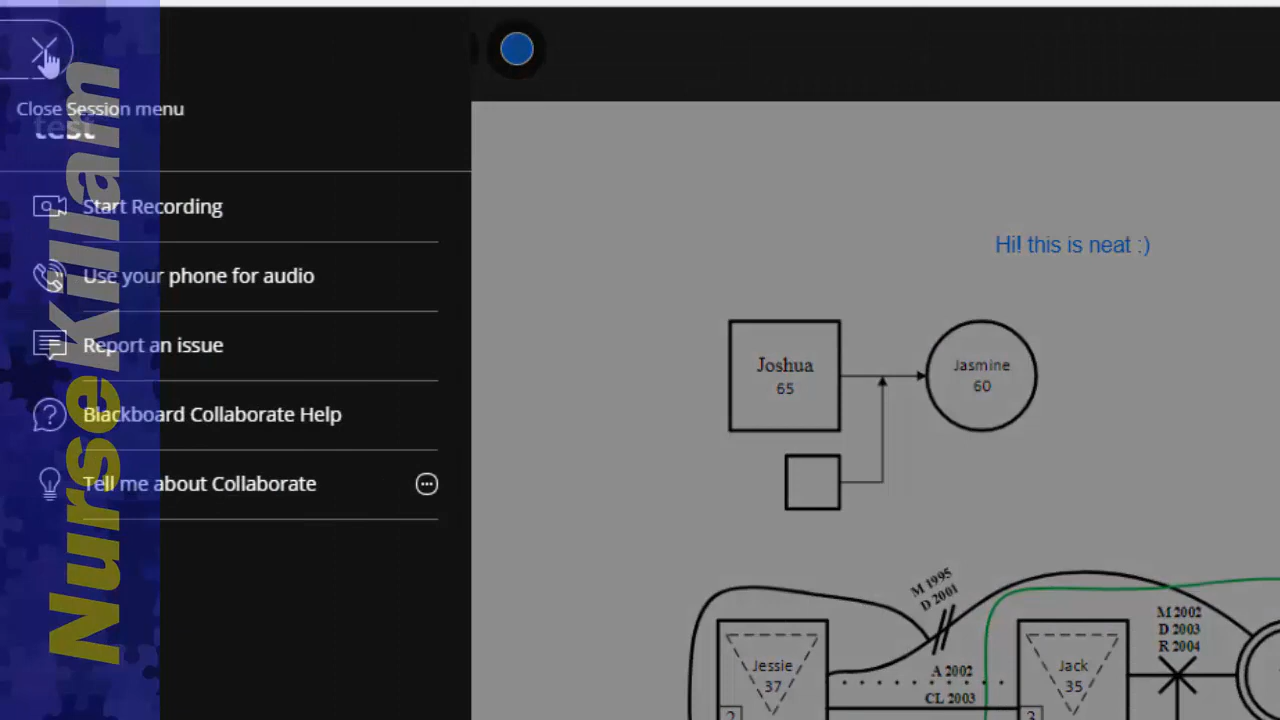 NurseKillam
Close Session menu
test
Start Recording
Use your phone for audio
Report an issue
Blackboard Collaborate Help
Tell me about Collaborate
Hi! this is neat :)
Joshua
65
Jasmine
60
M 1995
D 2001
M 2002
D 2003
R 2004
Jessie
37
A 2002
CL 2003
Jack
35
2
3